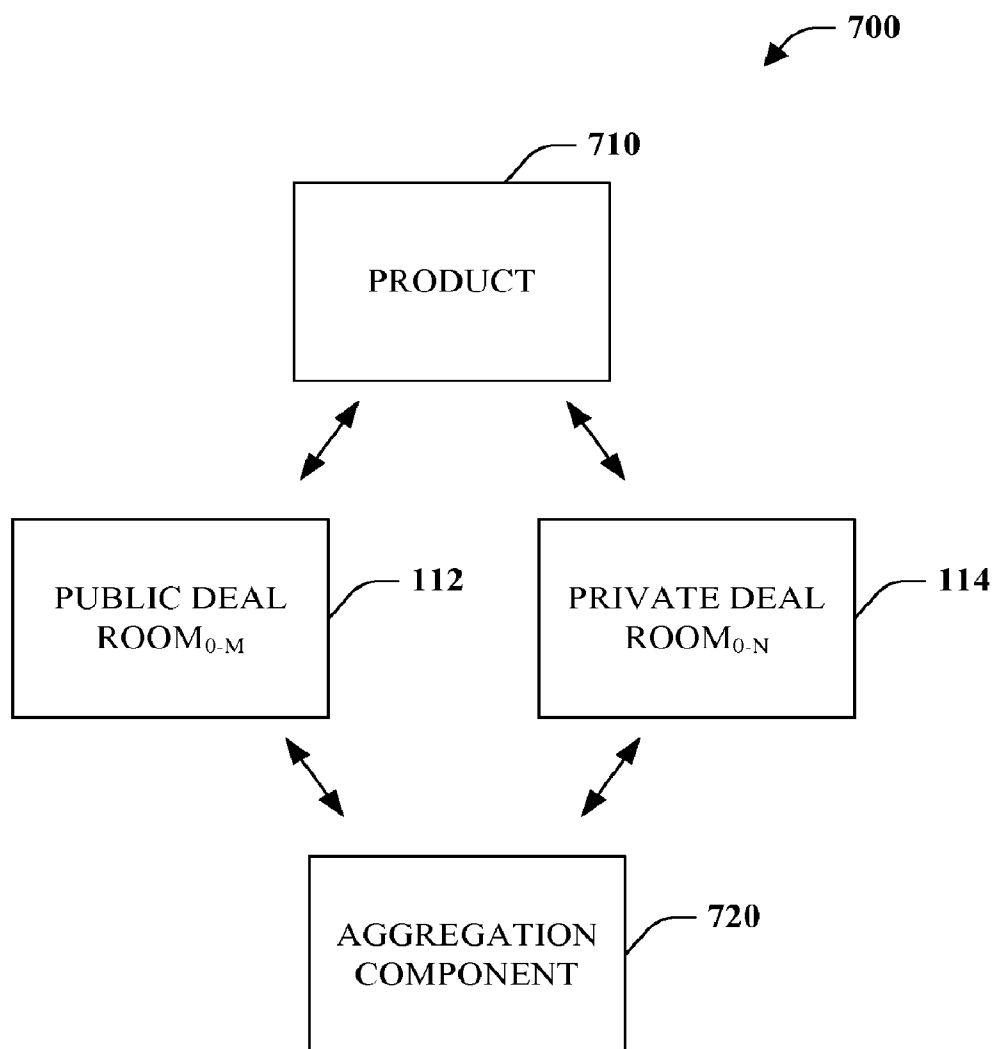 700
710
PRODUCT
PUBLIC DEAL
ROOM0-M
112
PRIVATE DEAL
ROOM0-N
114
AGGREGATION
COMPONENT
720